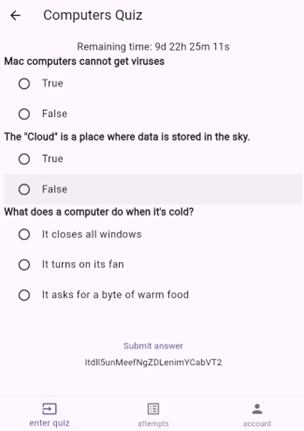 Computers Quiz
Remaining time: 9d 22h 25m 11s
Mac computers cannot get viruses
True
False
The "Cloud" is a place where data is stored in the sky.
True
False
What does a computer do when it's cold?
It closes all windows
It turns on its fan
It asks for a byte of warm food
Submit answer
ltdll5unMeefNgZDLenimYCabVT2
enter quiz
attempts
account